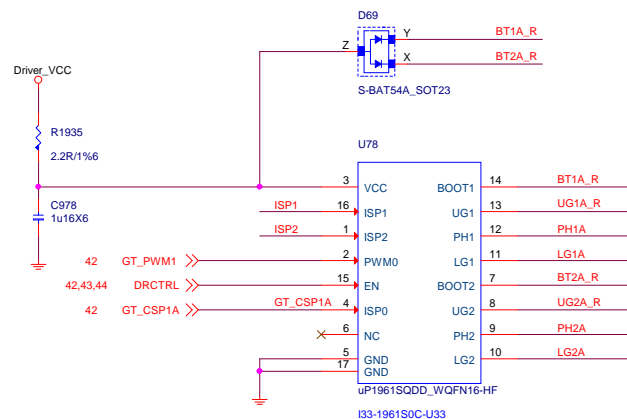 D69
Z Y BT1A_R
X BT2A_R
S-BAT54A_SOT23
Driver_VCC
R1935
2.2R/1%6
C978
1u16X6
U78
3 VCC BOOT1 14 BT1A_R
ISP1 16 ISP1 UG1 13 UG1A_R
ISP2 1 ISP2 PH1 12 PH1A
42 GT_PWM1 2 PWM0 LG1 11 LG1A
42,43,44 DRCTRL 15 EN BOOT2 7 BT2A_R
42 GT_CSP1A GT_CSP1A 4 ISP0 UG2 8 UG2A_R
6 NC PH2 9 PH2A
5 GND LG2 10 LG2A
17 GND
uP1961SQDD_WQFN16-HF
I33-1961S0C-U33